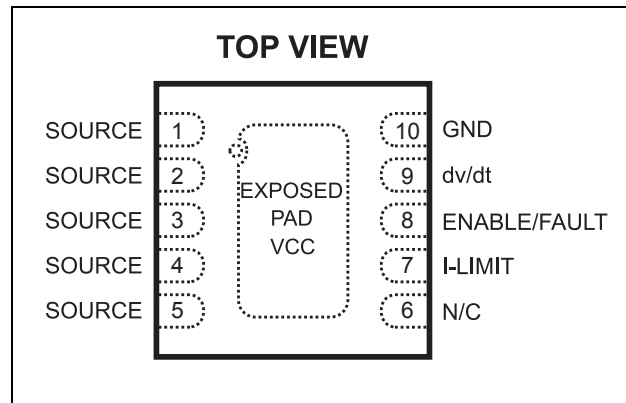 TOP VIEW
SOURCE 1 10 GND
SOURCE 2 9 dv/dt
EXPOSED
SOURCE 3 PAD 8 ENABLE/FAULT
VCC
SOURCE 4 7 I-LIMIT
SOURCE 5 6 N/C